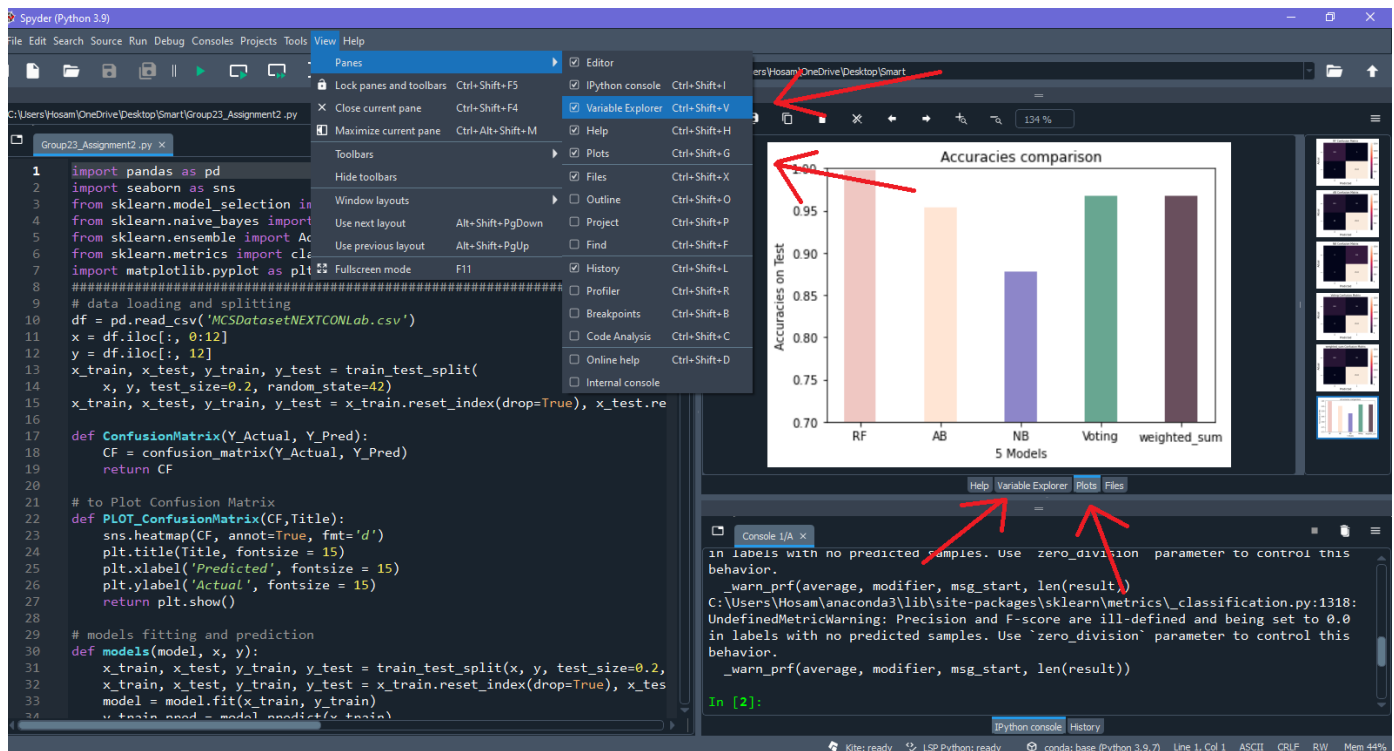 Spyder (Python 3.9)
File Edit Search Source Run Debug Consoles Projects Tools View Help
ers\Hosam\OneDrive\Desktop\Smart
Panes
Lock panes and toolbars Ctrl+Shift+F5
Close current pane Ctrl+Shift+F4
Maximize current pane Ctrl+Alt+Shift+M
Toolbars
Hide toolbars
Window layouts
Use next layout Alt+Shift+PgDown
Use previous layout Alt+Shift+PgUp
Fullscreen mode F11
Editor
IPython console Ctrl+Shift+I
Variable Explorer Ctrl+Shift+V
Help Ctrl+Shift+H
Plots Ctrl+Shift+G
Files Ctrl+Shift+X
Outline Ctrl+Shift+O
Project Ctrl+Shift+P
Find Ctrl+Shift+F
History Ctrl+Shift+L
Profiler Ctrl+Shift+R
Breakpoints Ctrl+Shift+B
Code Analysis Ctrl+Shift+C
Online help Ctrl+Shift+D
Internal console
C:\Users\Hosam\OneDrive\Desktop\Smart\Group23_Assignment2 .py
Group23_Assignment2 .py
1 import pandas as pd
2 import seaborn as sns
3 from sklearn.model_selection im
4 from sklearn.naive_bayes import
5 from sklearn.ensemble import Ad
6 from sklearn.metrics import cla
7 import matplotlib.pyplot as plt
8 ###############################################################
9 # data loading and splitting
10 df = pd.read_csv('MCSDatasetNEXTCONLab.csv')
11 x = df.iloc[:, 0:12]
12 y = df.iloc[:, 12]
13 x_train, x_test, y_train, y_test = train_test_split(
14 x, y, test_size=0.2, random_state=42)
15 x_train, x_test, y_train, y_test = x_train.reset_index(drop=True), x_test.re
16
17 def ConfusionMatrix(Y_Actual, Y_Pred):
18 CF = confusion_matrix(Y_Actual, Y_Pred)
19 return CF
20
21 # to Plot Confusion Matrix
22 def PLOT_ConfusionMatrix(CF,Title):
23 sns.heatmap(CF, annot=True, fmt='d')
24 plt.title(Title, fontsize = 15)
25 plt.xlabel('Predicted', fontsize = 15)
26 plt.ylabel('Actual', fontsize = 15)
27 return plt.show()
28
29 # models fitting and prediction
30 def models(model, x, y):
31 x_train, x_test, y_train, y_test = train_test_split(x, y, test_size=0.2,
32 x_train, x_test, y_train, y_test = x_train.reset_index(drop=True), x_tes
33 model = model.fit(x_train, y_train)
34 y_train_pred = model.predict(x_train)
134 %
Accuracies comparison
1.00
0.95
0.90
0.85
0.80
0.75
0.70
Accuracies on Test
RF AB NB Voting weighted_sum
5 Models
Help Variable Explorer Plots Files
Console 1/A
in labels with no predicted samples. Use `zero_division` parameter to control this
behavior.
_warn_prf(average, modifier, msg_start, len(result))
C:\Users\Hosam\anaconda3\lib\site-packages\sklearn\metrics\_classification.py:1318:
UndefinedMetricWarning: Precision and F-score are ill-defined and being set to 0.0
in labels with no predicted samples. Use `zero_division` parameter to control this
behavior.
_warn_prf(average, modifier, msg_start, len(result))
In [2]:
IPython console History
Kite: ready LSP Python: ready conda: base (Python 3.9.7) Line 1, Col 1 ASCII CRLF RW Mem 44%